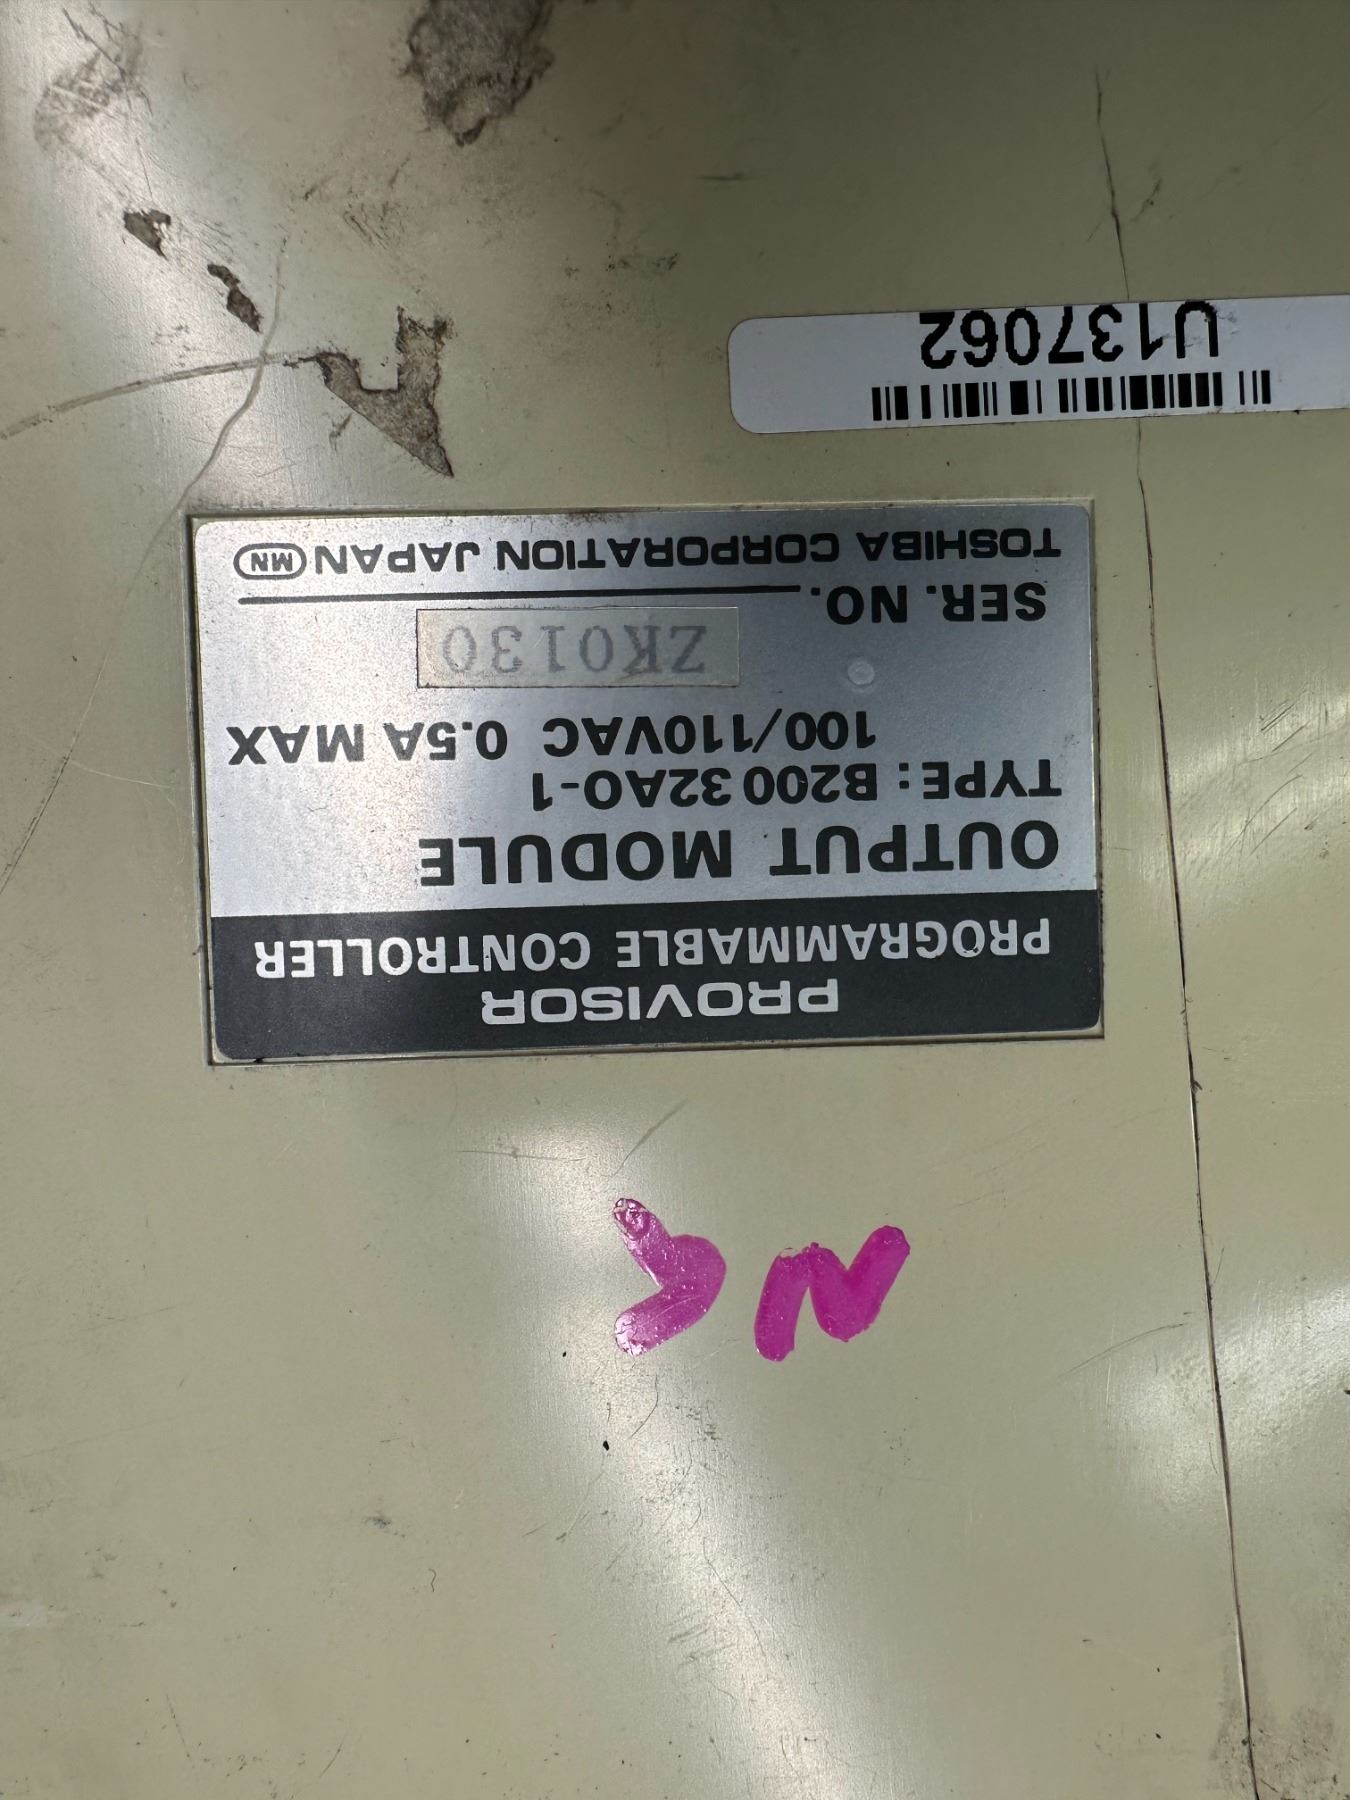 PROVISOR
PROGRAMMABLE CONTROLLER
OUTPUT MODULE
TYPE : B200 32AO-1
100/110VAC 0.5A MAX
ZK0130
SER. NO.
TOSHIBA CORPORATION JAPAN MN
U137062
NC